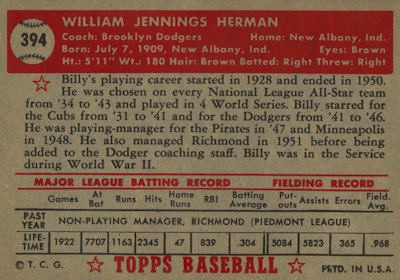 394
WILLIAM JENNINGS HERMAN
Coach: Brooklyn Dodgers Home: New Albany, Ind.
Born: July 7, 1909, New Albany, Ind. Eyes: Brown
Ht.: 5'11" Wt.: 180 Hair: Brown Batted: Right Threw: Right
Billy's playing career started in 1928 and ended in 1950.
He was chosen on every National League All-Star team
from '34 to '43 and played in 4 World Series. Billy starred for
the Cubs from '31 to '41 and for the Dodgers from '41 to '46.
He was playing-manager for the Pirates in '47 and Minneapolis
in 1948. He also managed Richmond in 1951 before being
added to the Dodger coaching staff. Billy was in the Service
during World War II.
MAJOR LEAGUE BATTING RECORD FIELDING RECORD
Games At Bat Runs Hits Home Runs RBI Batting Average Put-outs Assists Errors Field. Avg.
PAST YEAR NON-PLAYING MANAGER, RICHMOND (PIEDMONT LEAGUE)
LIFE-TIME 1922 7707 1163 2345 47 839 .304 5084 5823 365 .968
© T. C. G. TOPPS BASEBALL PRTD. IN U.S.A.